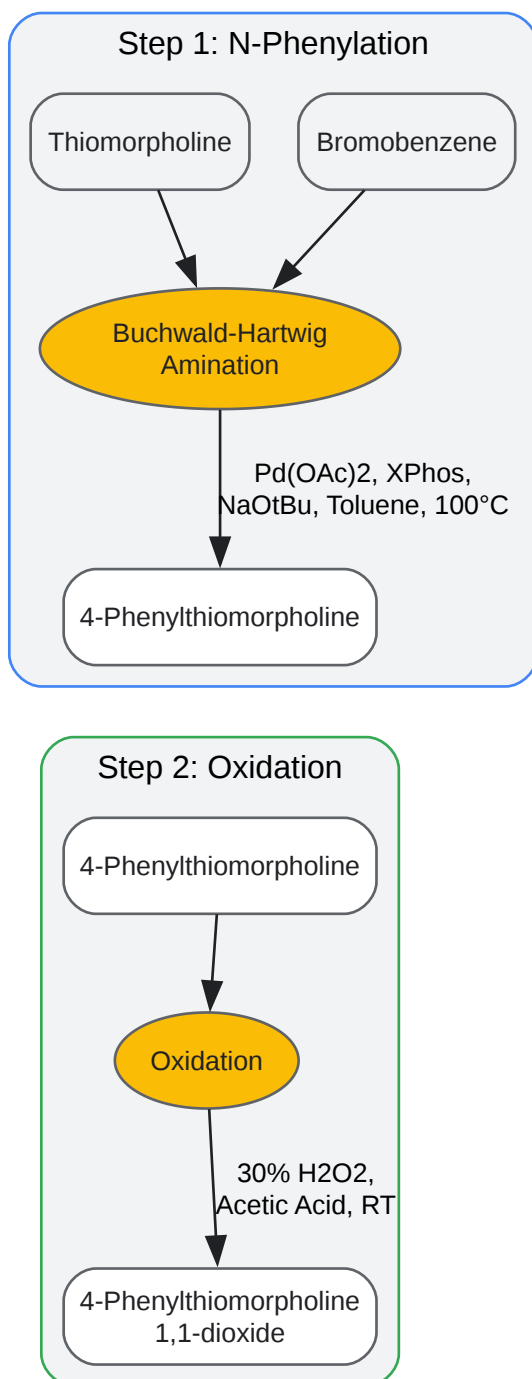 Step 1: N-Phenylation
Thiomorpholine
Bromobenzene
Buchwald-Hartwig
Amination
Pd(OAc)2, XPhos,
NaOtBu, Toluene, 100°C
4-Phenylthiomorpholine
Step 2: Oxidation
4-Phenylthiomorpholine
Oxidation
30% H2O2,
Acetic Acid, RT
4-Phenylthiomorpholine
1,1-dioxide